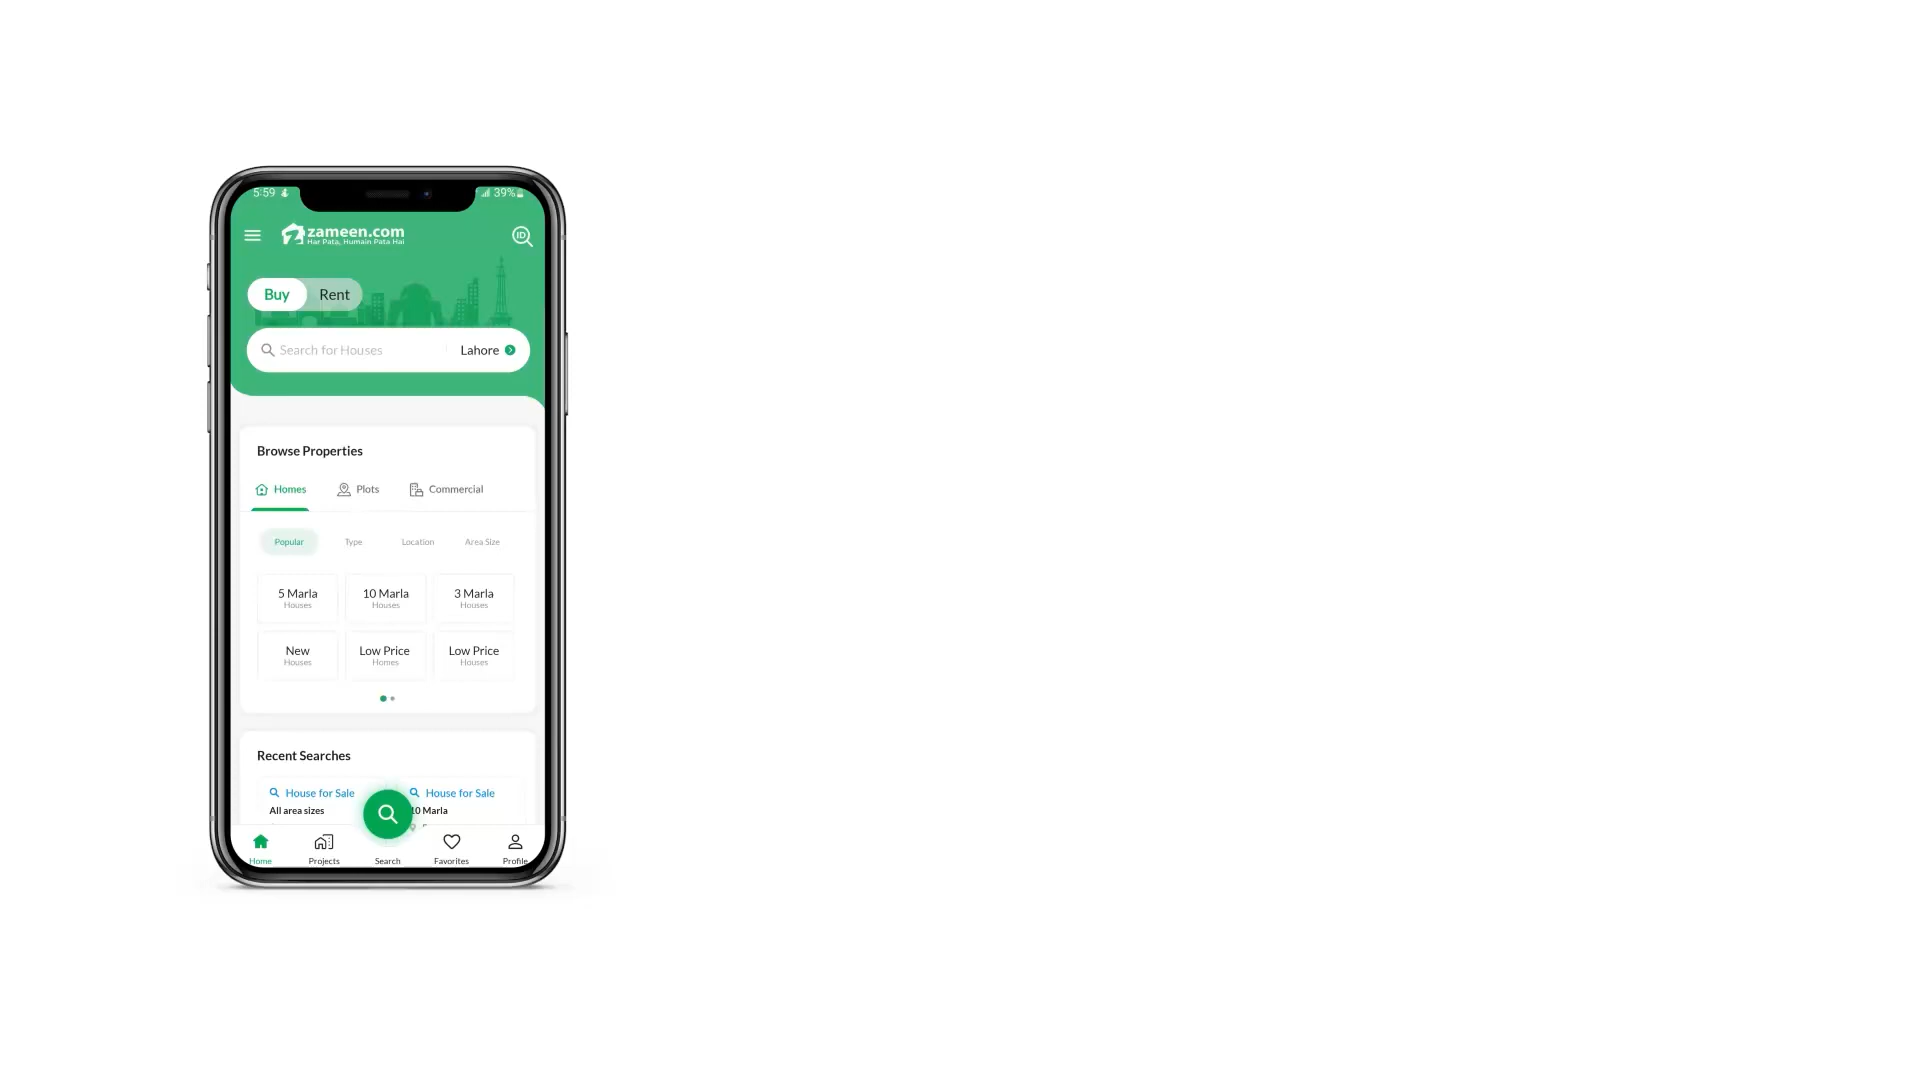 5:59 39%
zameen.com
Har Pata, Humain Pata Hai
ID
Buy Rent
Search for Houses Lahore
Browse Properties
Homes Plots Commercial
Popular Type Location Area Size
5 Marla 10 Marla 3 Marla
Houses Houses Houses
New Low Price Low Price
Houses Homes Houses
Recent Searches
House for Sale House for Sale
All area sizes 10 Marla
Home Projects Search Favorites Profile